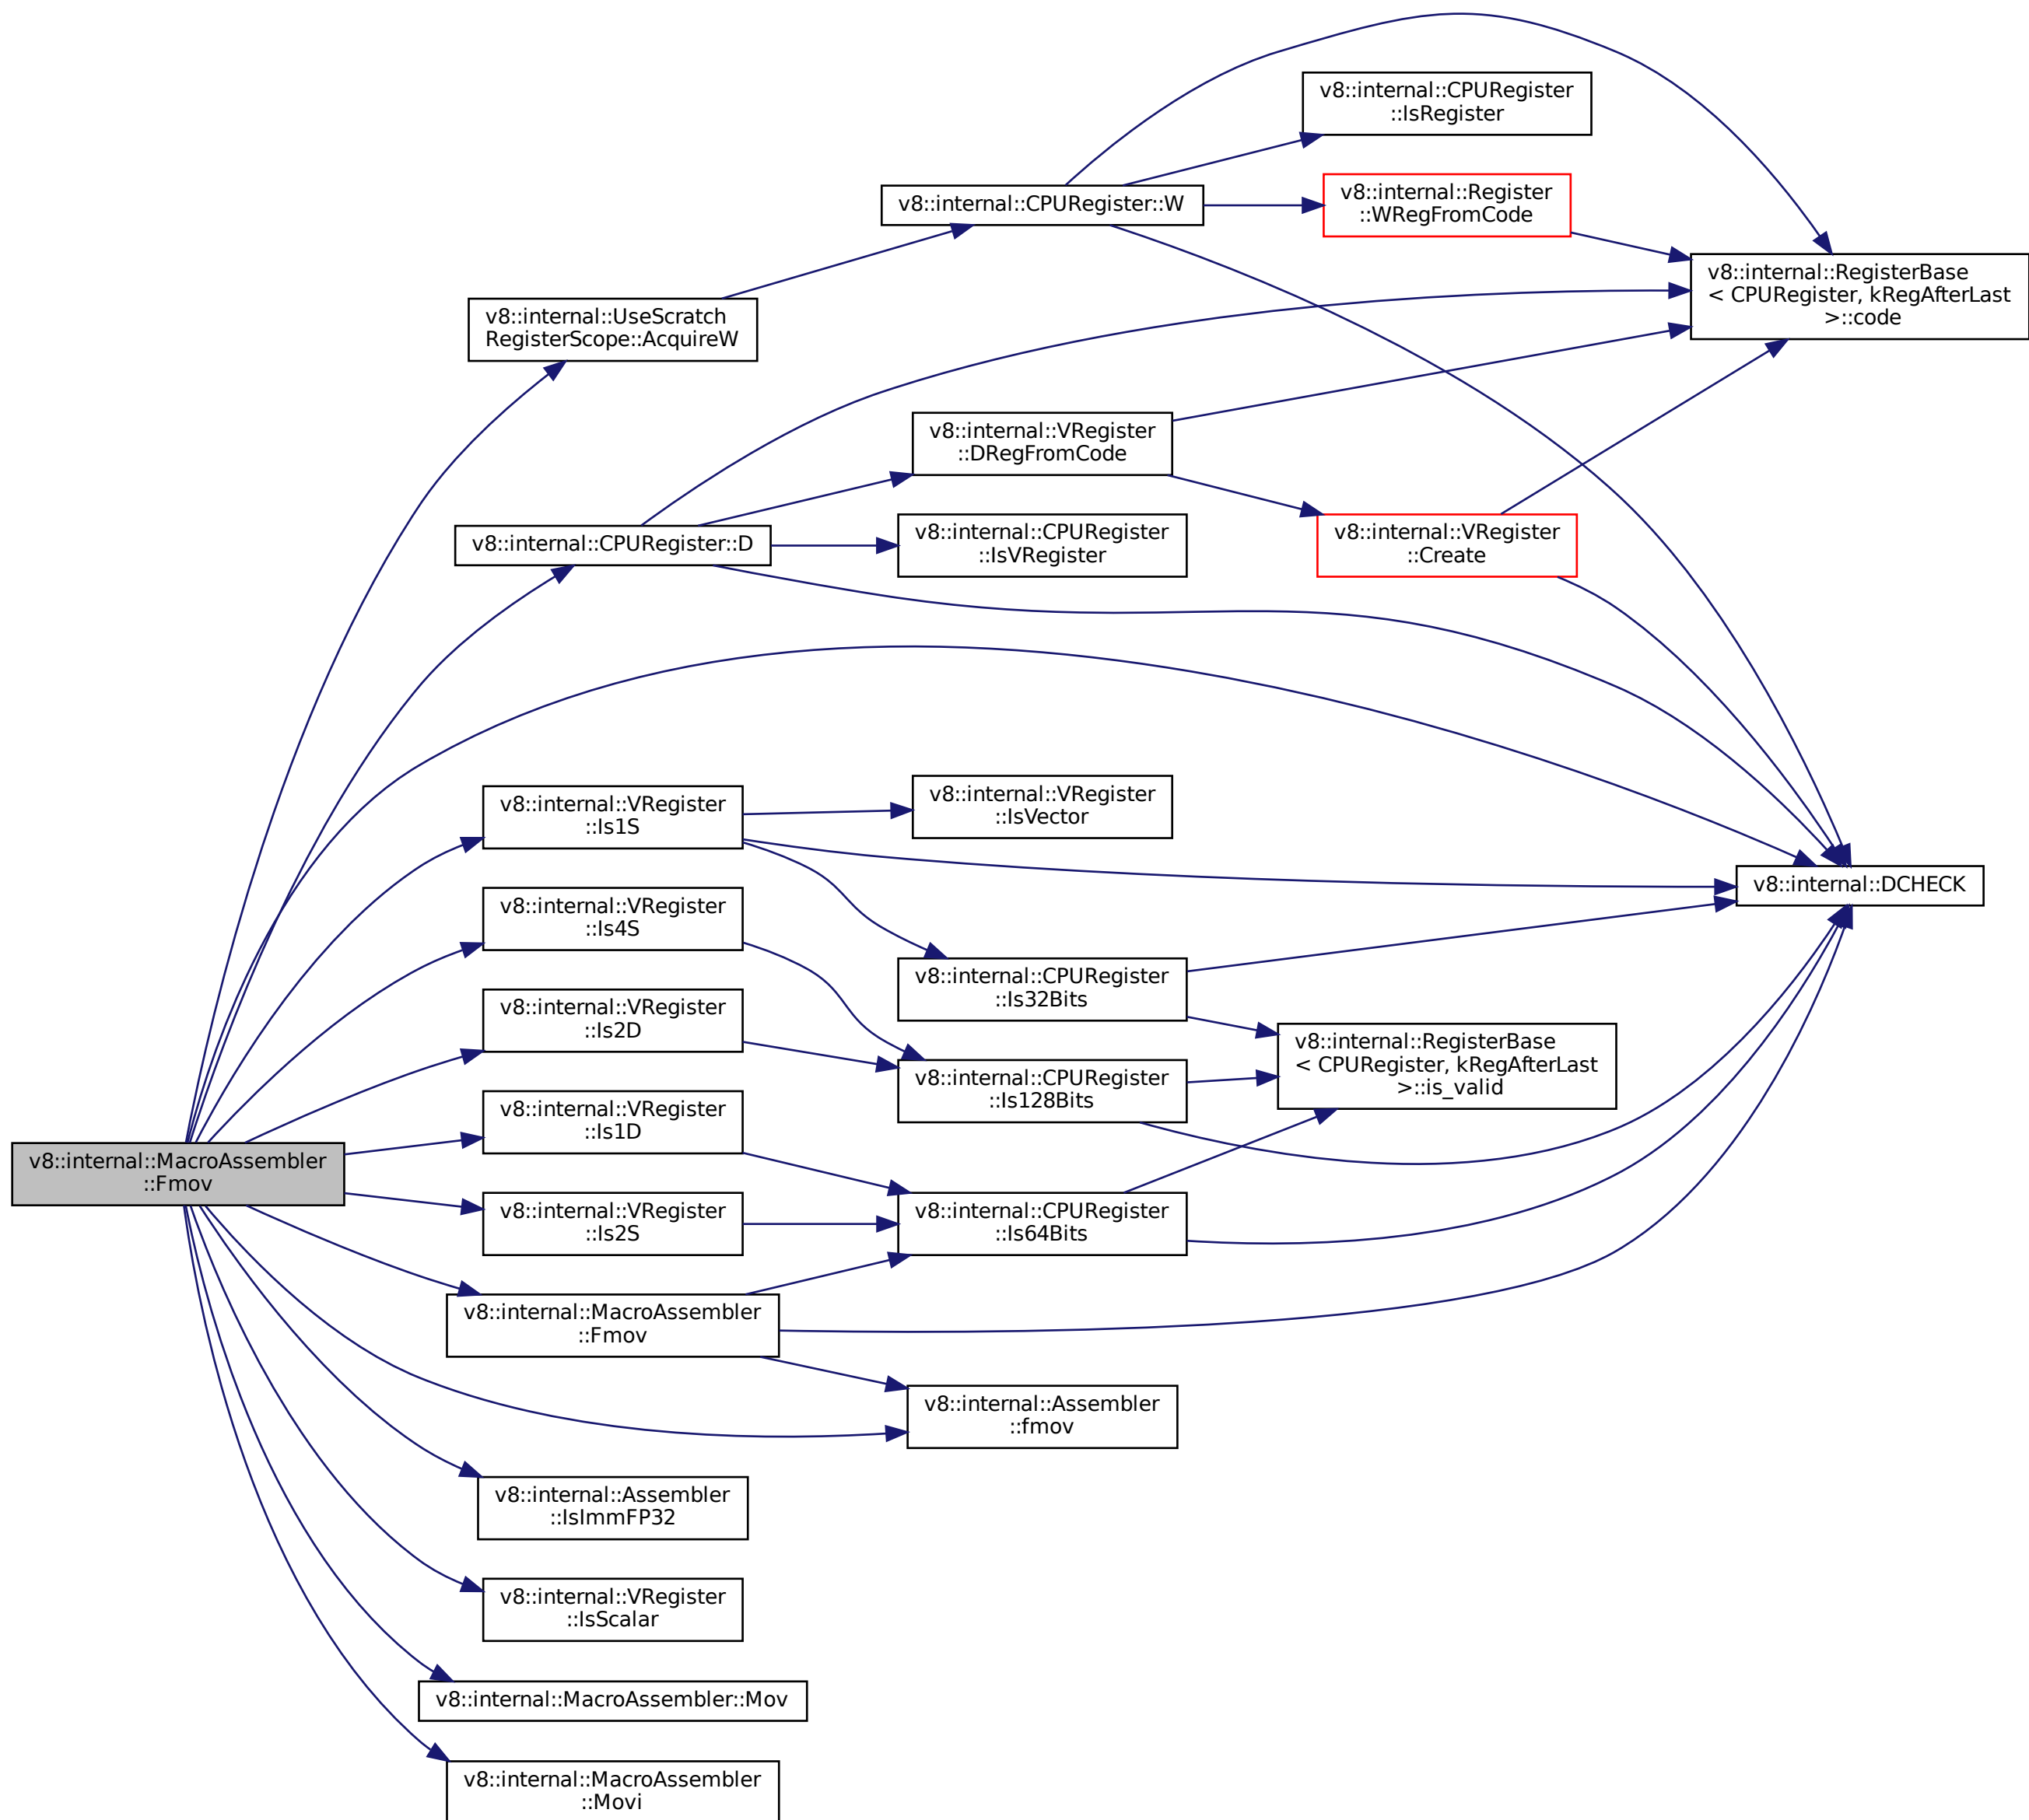 v8::internal::CPURegister
::IsRegister
v8::internal::CPURegister::W
v8::internal::Register
::WRegFromCode
v8::internal::RegisterBase
< CPURegister, kRegAfterLast
>::code
v8::internal::UseScratch
RegisterScope::AcquireW
v8::internal::VRegister
::DRegFromCode
v8::internal::CPURegister::D
v8::internal::CPURegister
::IsVRegister
v8::internal::VRegister
::Create
v8::internal::VRegister
::Is1S
v8::internal::VRegister
::IsVector
v8::internal::DCHECK
v8::internal::VRegister
::Is4S
v8::internal::CPURegister
::Is32Bits
v8::internal::VRegister
::Is2D
v8::internal::RegisterBase
< CPURegister, kRegAfterLast
>::is_valid
v8::internal::CPURegister
::Is128Bits
v8::internal::VRegister
::Is1D
v8::internal::MacroAssembler
::Fmov
v8::internal::VRegister
::Is2S
v8::internal::CPURegister
::Is64Bits
v8::internal::MacroAssembler
::Fmov
v8::internal::Assembler
::fmov
v8::internal::Assembler
::IsImmFP32
v8::internal::VRegister
::IsScalar
v8::internal::MacroAssembler::Mov
v8::internal::MacroAssembler
::Movi